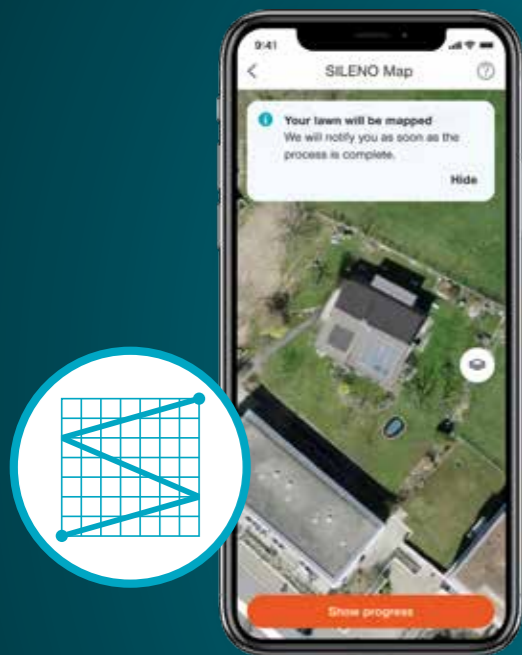 9:41
SILENO Map
?
i
Your lawn will be mapped
We will notify you as soon as the
process is complete.
Hide
Show progress